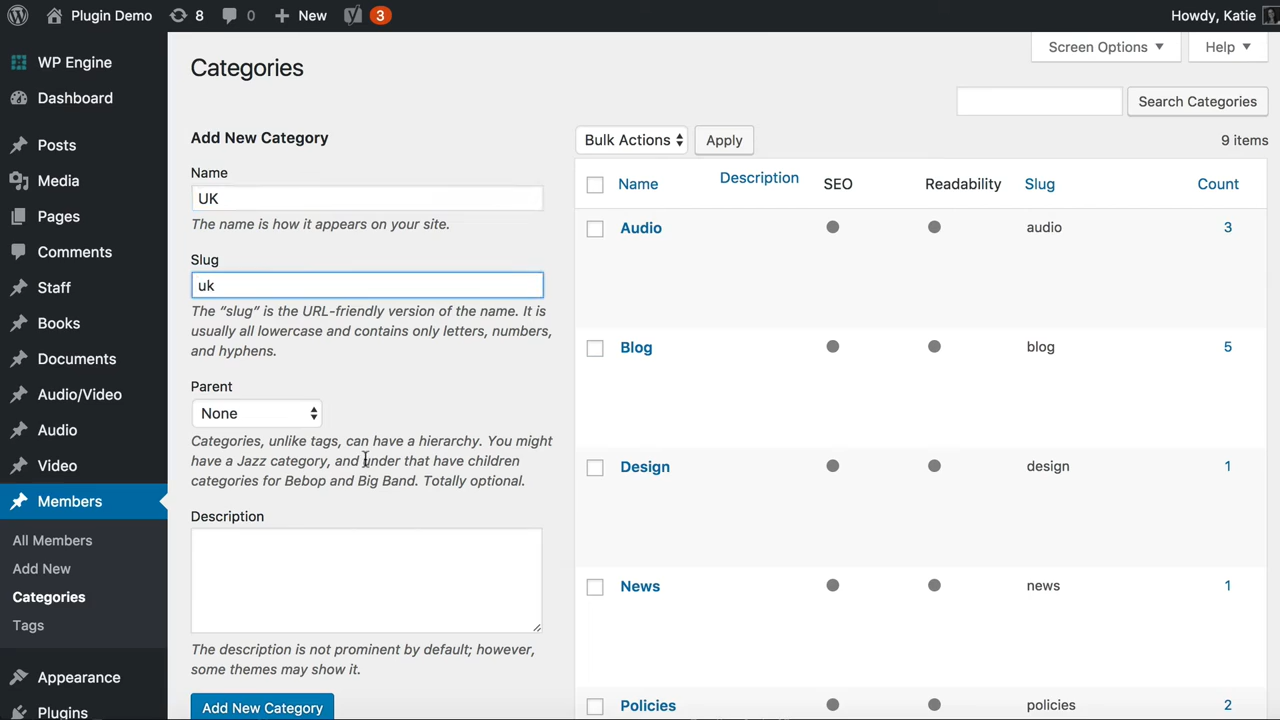 Plugin Demo 8 0 New 3 Howdy, Katie
WP Engine
Dashboard
Posts
Media
Pages
Comments
Staff
Books
Documents
Audio/Video
Audio
Video
Members
All Members
Add New
Categories
Tags
Appearance
Plugins
Screen Options Help
Categories
Search Categories
Add New Category
Name
UK
The name is how it appears on your site.
Slug
uk
The “slug” is the URL-friendly version of the name. It is
usually all lowercase and contains only letters, numbers,
and hyphens.
Parent
None
Categories, unlike tags, can have a hierarchy. You might
have a Jazz category, and under that have children
categories for Bebop and Big Band. Totally optional.
Description
The description is not prominent by default; however,
some themes may show it.
Add New Category
Bulk Actions Apply 9 items
Name Description SEO Readability Slug Count
Audio audio 3
Blog blog 5
Design design 1
News news 1
Policies policies 2